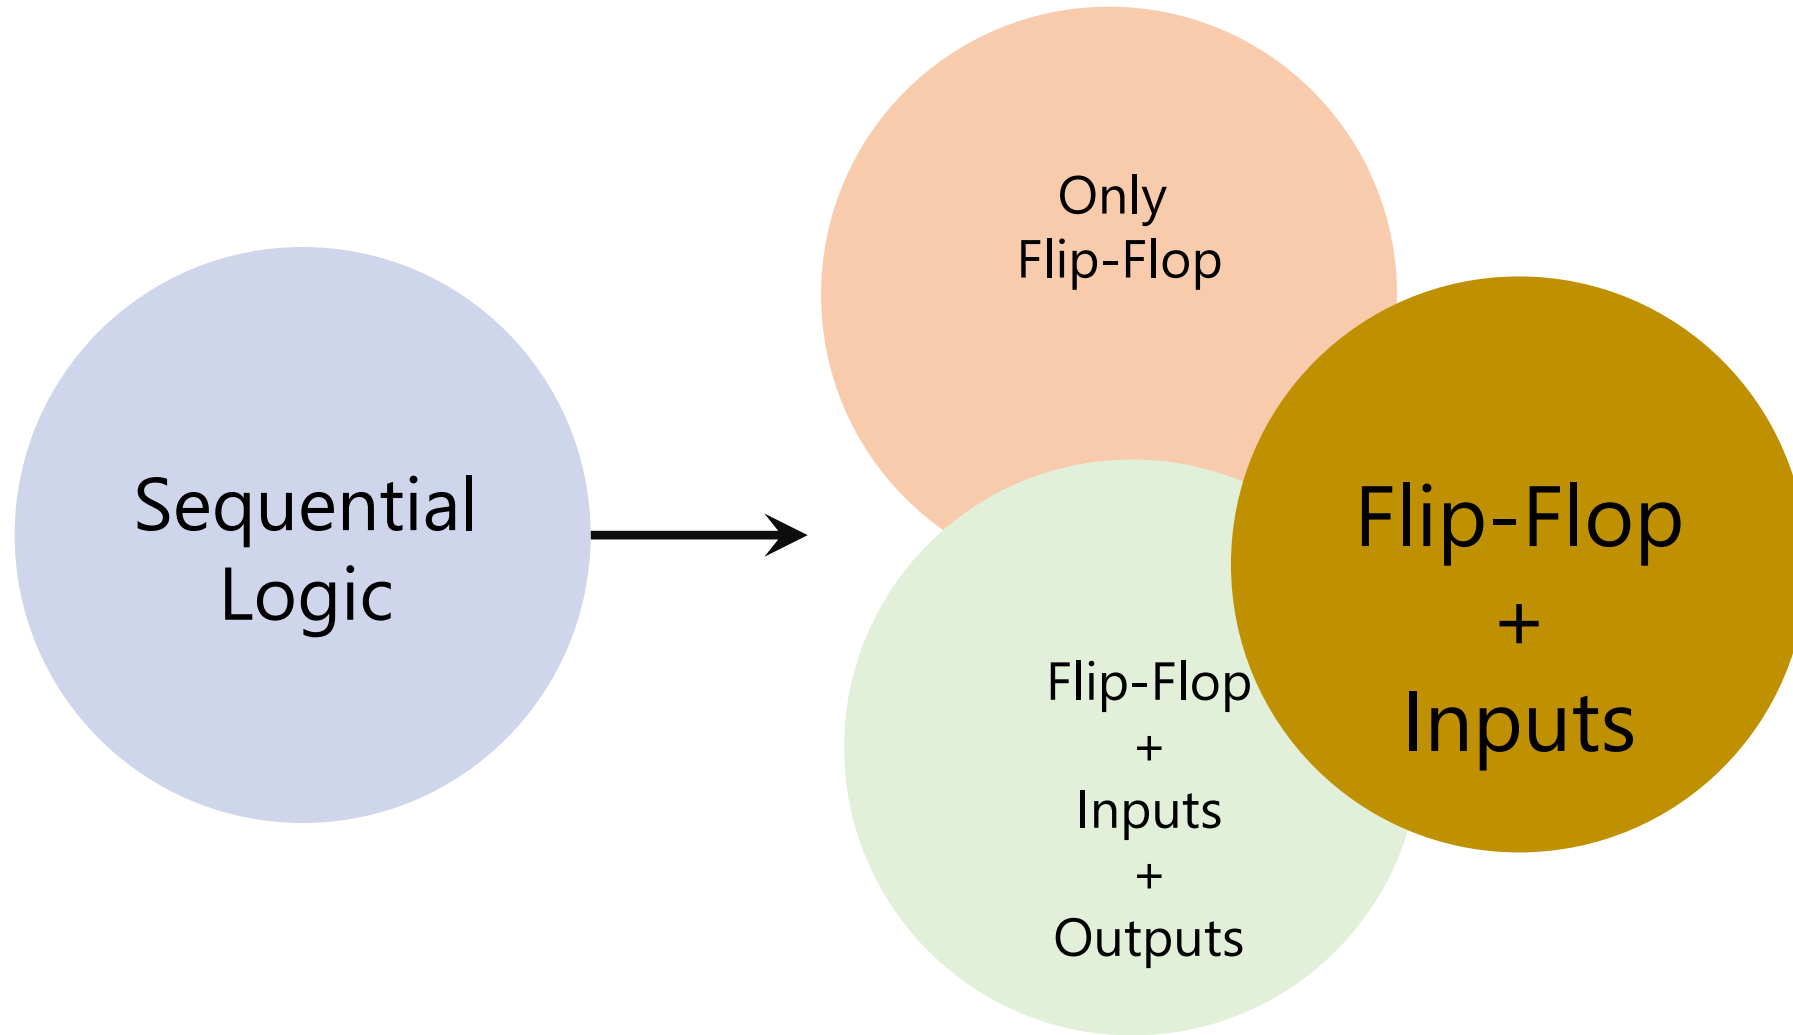 Sequential
Logic
Only
Flip-Flop
Flip-Flop
+
Inputs
Flip-Flop
+
Inputs
+
Outputs